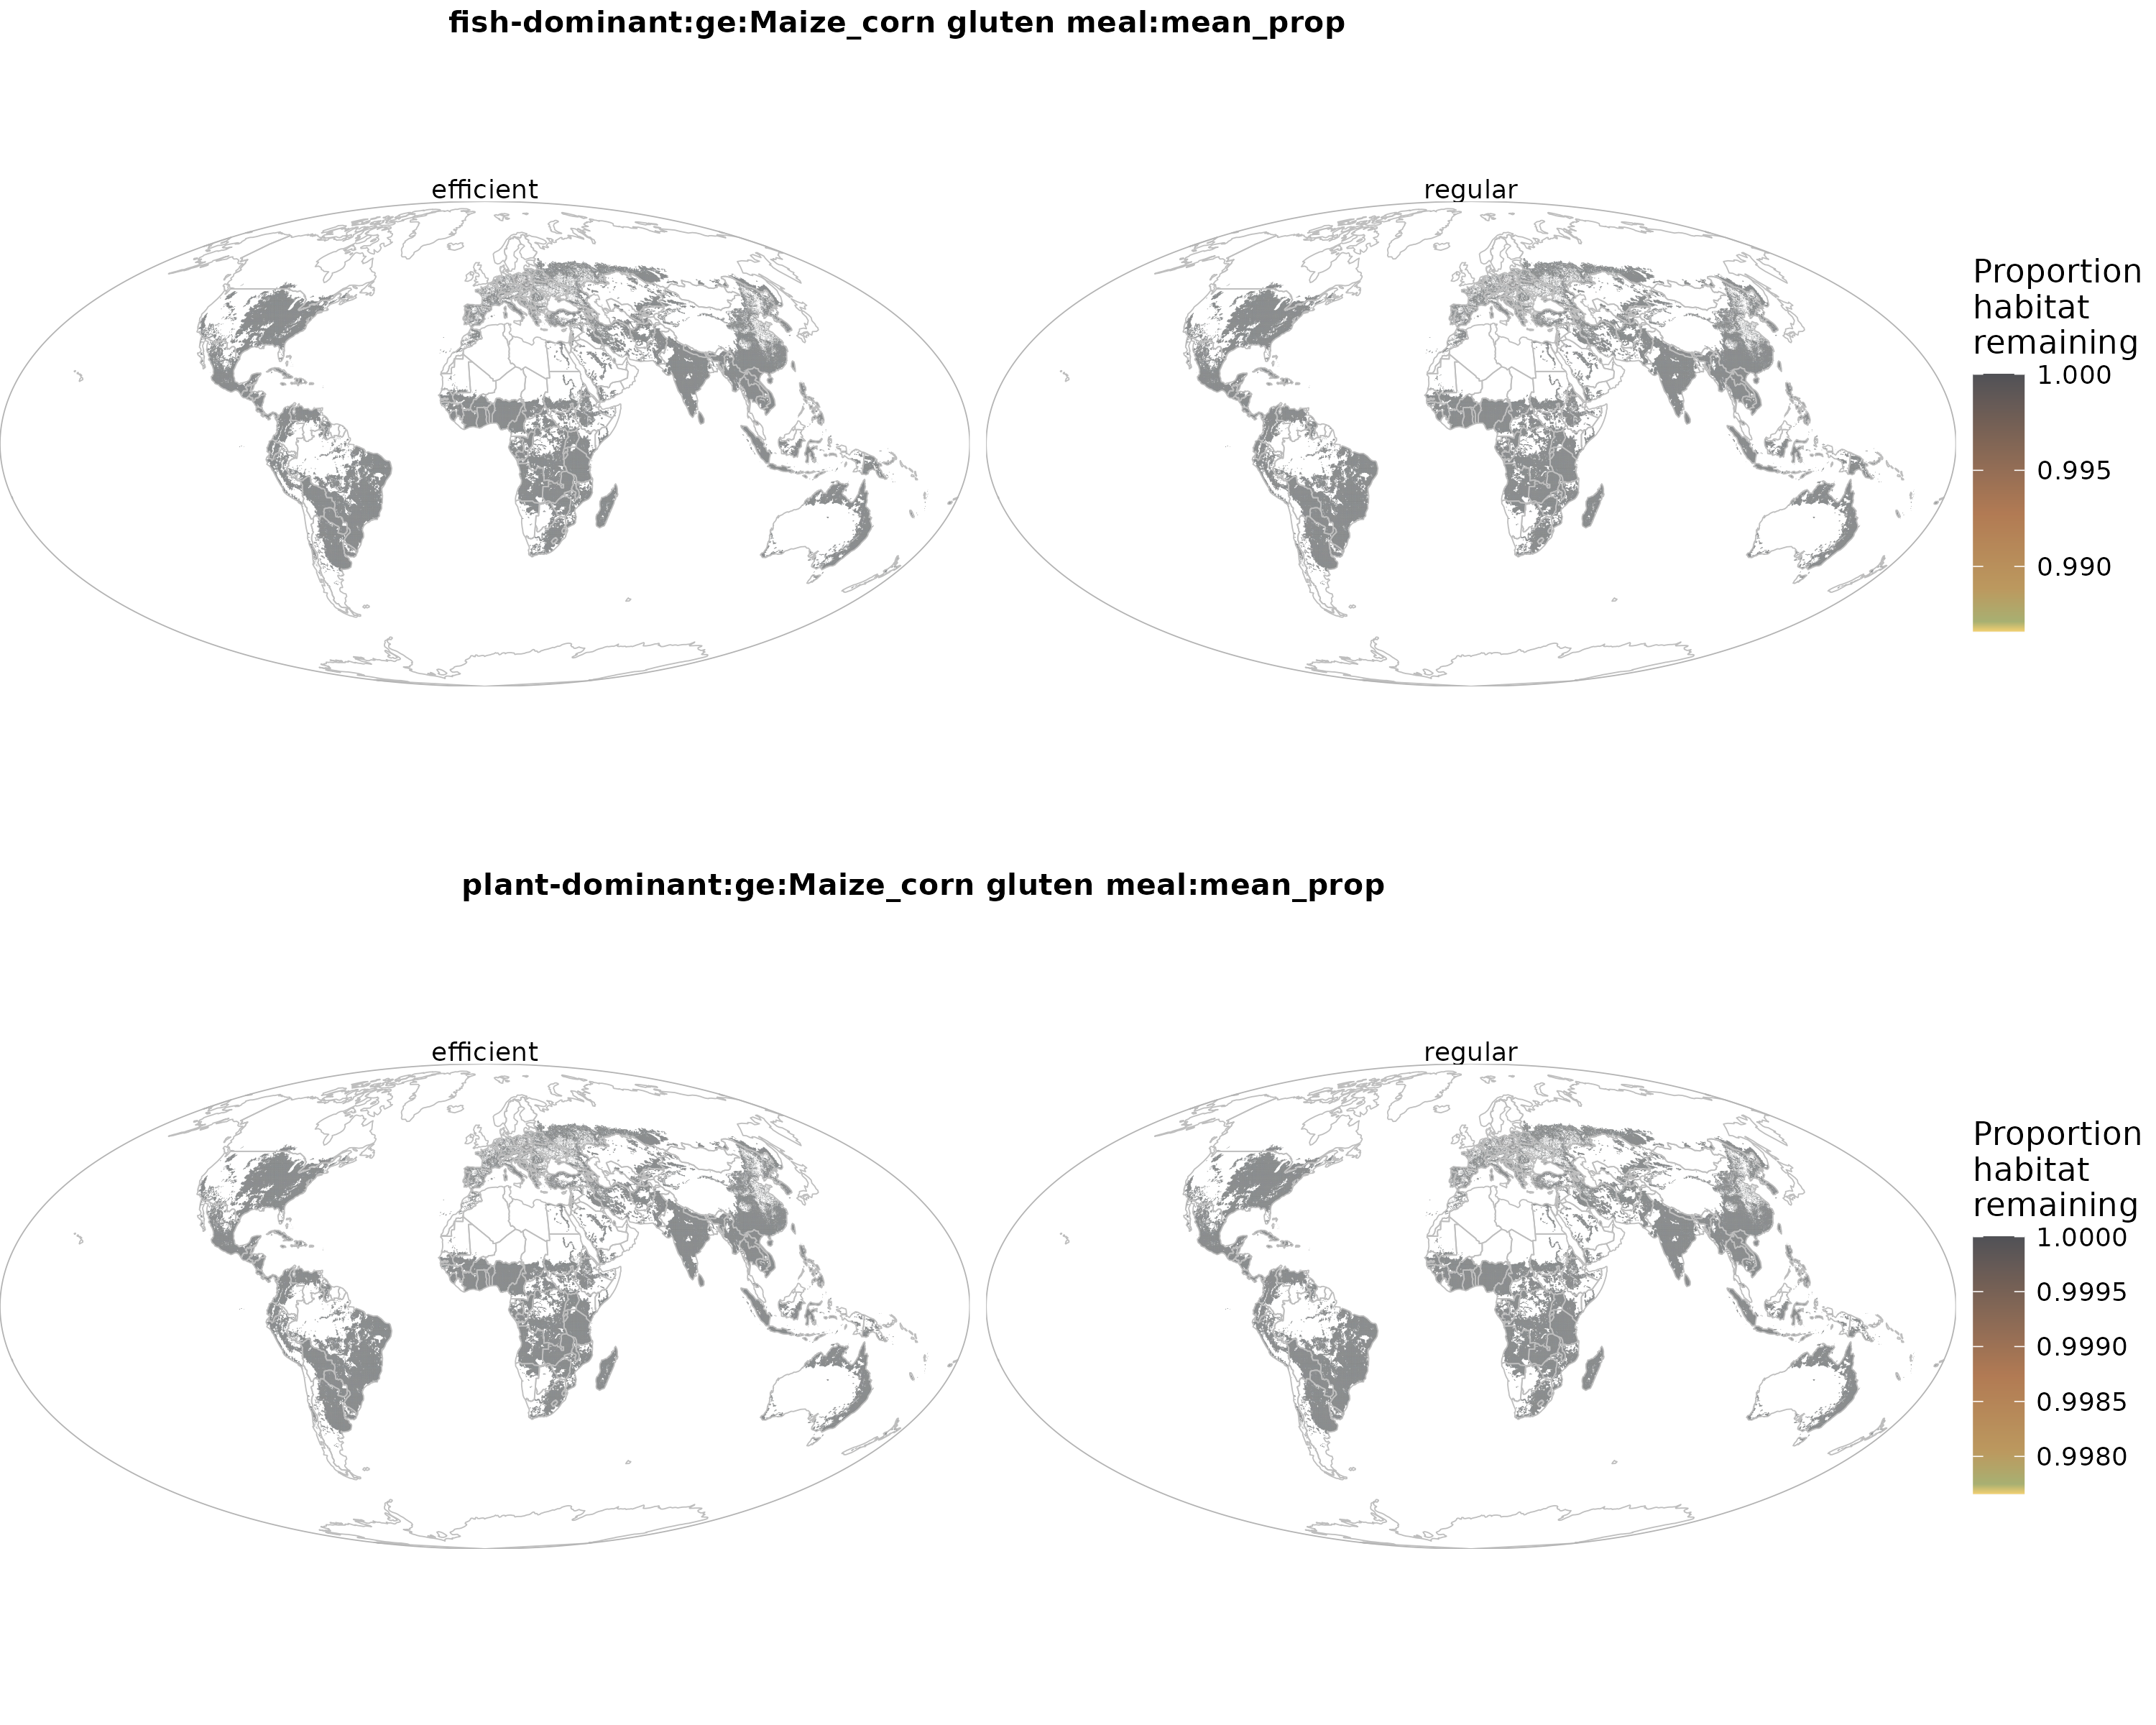 fish-dominant:ge:Maize_corn gluten meal:mean_prop
efficient
regular
Proportion
habitat
remaining
1.000
0.995
0.990
plant-dominant:ge:Maize_corn gluten meal:mean_prop
efficient
regular
Proportion
habitat
remaining
1.0000
0.9995
0.9990
0.9985
0.9980